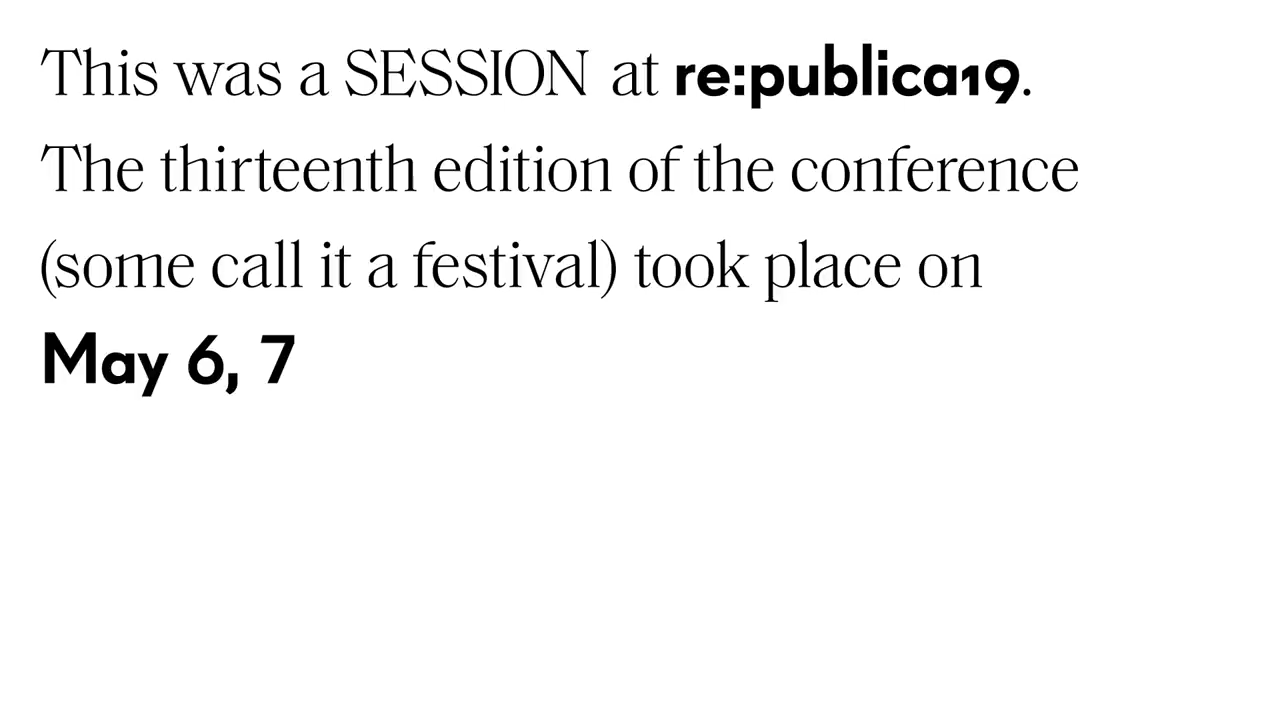 This was a SESSION at re:publica19.
The thirteenth edition of the conference
(some call it a festival) took place on
May 6, 7